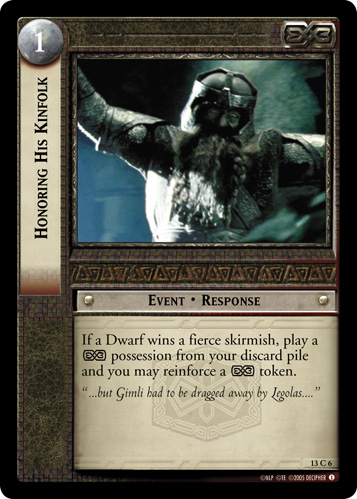 1
HONORING HIS KINFOLK
EVENT • RESPONSE
If a Dwarf wins a fierce skirmish, play a
possession from your discard pile
and you may reinforce a token.
“...but Gimli had to be dragged away by Legolas....”
13 C 6
©NLP ©TE ©2005 DECIPHER 1